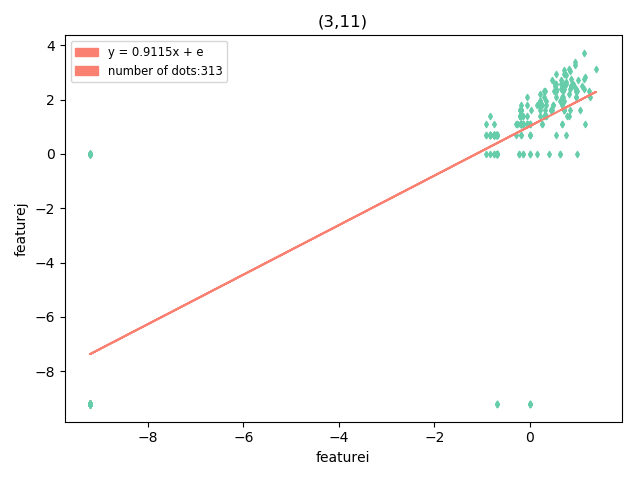 (3,11)
y = 0.9115x + e
number of dots:313
4
2
0
−2
−4
−6
−8
featurej
−8 −6 −4 −2 0
featurei